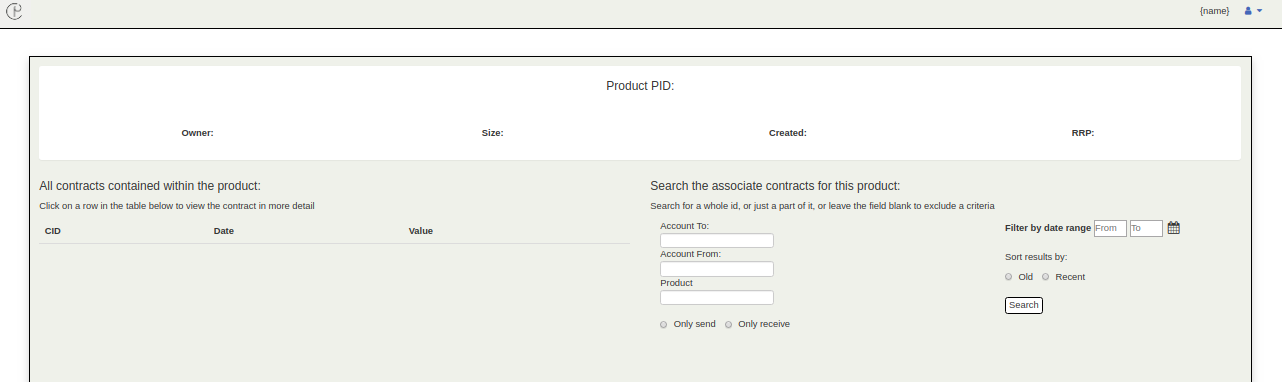 {name}
Product PID:
Owner: Size: Created: RRP:
All contracts contained within the product:
Click on a row in the table below to view the contract in more detail
CID Date Value
Search the associate contracts for this product:
Search for a whole id, or just a part of it, or leave the field blank to exclude a criteria
Account To:
Account From:
Product
Only send Only receive
Filter by date range From To
Sort results by:
Old Recent
Search